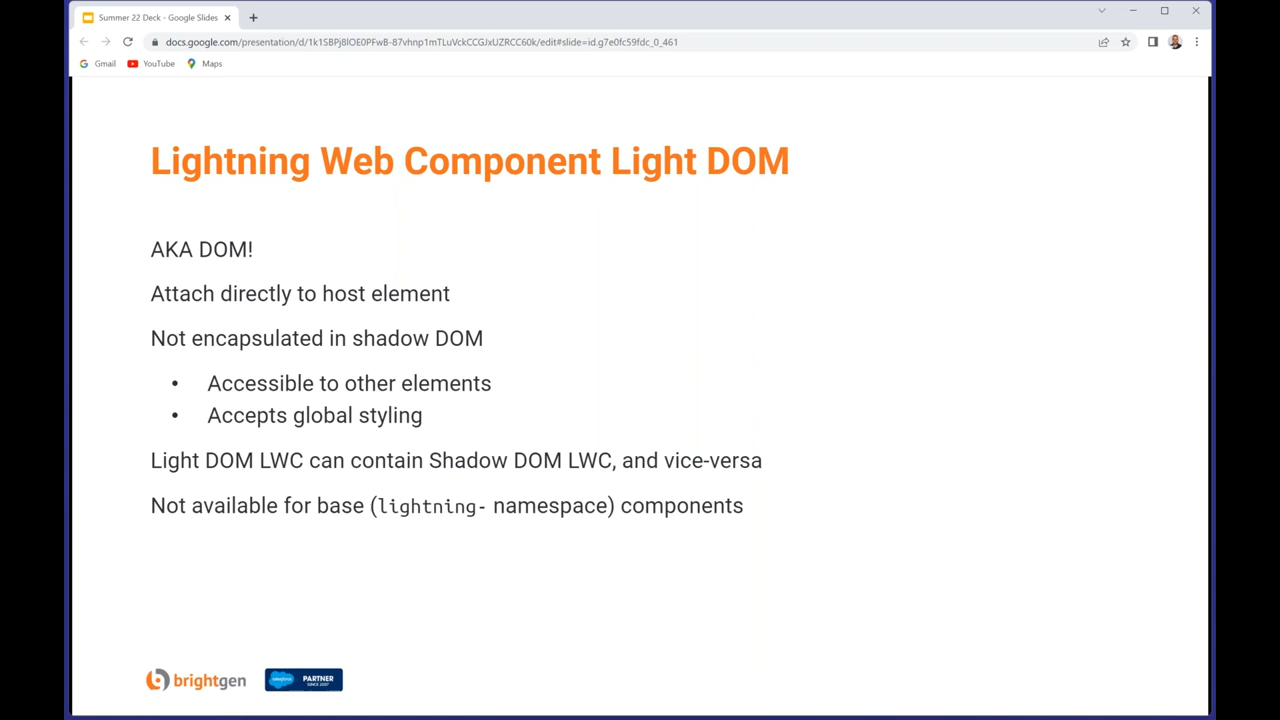 Summer 22 Deck - Google Slides
docs.google.com/presentation/d/1k1SBPj8lOE0PFwB-87vhnp1mTLuVckCCGJxUZRCC60k/edit#slide=id.g7e0fc59fdc_0_461
Gmail YouTube Maps
Lightning Web Component Light DOM
AKA DOM!
Attach directly to host element
Not encapsulated in shadow DOM
• Accessible to other elements
• Accepts global styling
Light DOM LWC can contain Shadow DOM LWC, and vice-versa
Not available for base (lightning- namespace) components
brightgen salesforce PARTNER
SINCE 2007